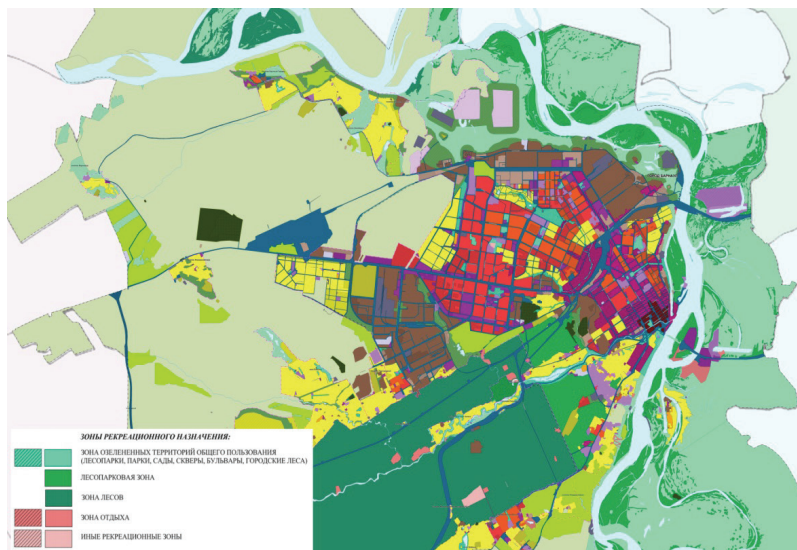 ЗОНЫ РЕКРЕАЦИОННОГО НАЗНАЧЕНИЯ:
ЗОНА ОЗЕЛЕНЕННЫХ ТЕРРИТОРИЙ ОБЩЕГО ПОЛЬЗОВАНИЯ
(ЛЕСОПАРКИ, ПАРКИ, САДЫ, СКВЕРЫ, БУЛЬВАРЫ, ГОРОДСКИЕ ЛЕСА)
ЛЕСОПАРКОВАЯ ЗОНА
ЗОНА ЛЕСОВ
ЗОНА ОТДЫХА
ИНЫЕ РЕКРЕАЦИОННЫЕ ЗОНЫ